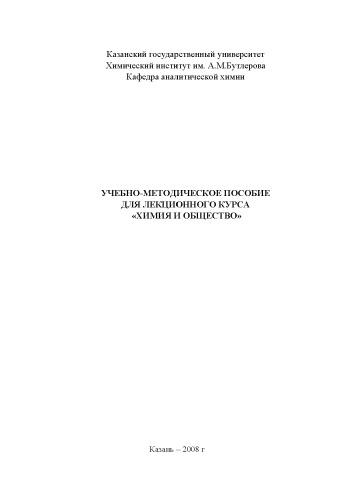 Казанский государственный университет
Химический институт им. А.М.Бутлерова
Кафедра аналитической химии
УЧЕБНО-МЕТОДИЧЕСКОЕ ПОСОБИЕ
ДЛЯ ЛЕКЦИОННОГО КУРСА
«ХИМИЯ И ОБЩЕСТВО»
Казань – 2008 г